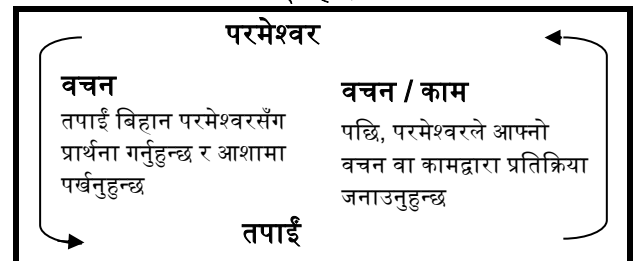 परमेश्वर
वचन
तपाईं बिहान परमेश्वरसँग
प्रार्थना गर्नुहुन्छ र आशामा
पर्खनुहुन्छ
वचन / काम
पछि, परमेश्वरले आफ्नो
वचन वा कामद्वारा प्रतिक्रिया
जनाउनुहुन्छ
तपाईं